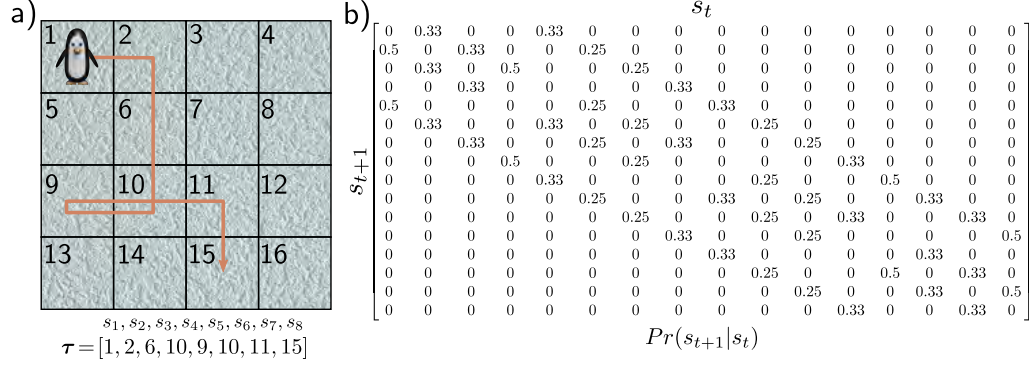 a)
1 2 3 4
5 6 7 8
9 10 11 12
13 14 15 16
s₁, s₂, s₃, s₄, s₅, s₆, s₇, s₈
τ=[1, 2, 6, 10, 9, 10, 11, 15]
b)
sₜ
0 0.33 0 0 0.33 0 0 0 0 0 0 0 0 0 0 0
0.5 0 0.33 0 0 0.25 0 0 0 0 0 0 0 0 0 0
0 0.33 0 0.5 0 0 0.25 0 0 0 0 0 0 0 0 0
0 0 0.33 0 0 0 0 0.33 0 0 0 0 0 0 0 0
0.5 0 0 0 0 0.25 0 0 0.33 0 0 0 0 0 0 0
0 0.33 0 0 0.33 0 0.25 0 0 0.25 0 0 0 0 0 0
0 0 0.33 0 0 0.25 0 0.33 0 0 0.25 0 0 0 0 0
0 0 0 0.5 0 0 0.25 0 0 0 0 0.33 0 0 0 0
0 0 0 0 0.33 0 0 0 0 0.25 0 0 0.5 0 0 0
0 0 0 0 0 0.25 0 0 0.33 0 0.25 0 0 0.33 0 0
0 0 0 0 0 0 0.25 0 0 0.25 0 0.33 0 0 0.33 0
0 0 0 0 0 0 0 0.33 0 0 0.25 0 0 0 0 0.5
0 0 0 0 0 0 0 0 0.33 0 0 0 0 0.33 0 0
0 0 0 0 0 0 0 0 0 0.25 0 0 0.5 0 0.33 0
0 0 0 0 0 0 0 0 0 0 0.25 0 0 0.33 0 0.5
0 0 0 0 0 0 0 0 0 0 0 0.33 0 0 0.33 0
sₜ₊₁
Pr(sₜ₊₁|sₜ)